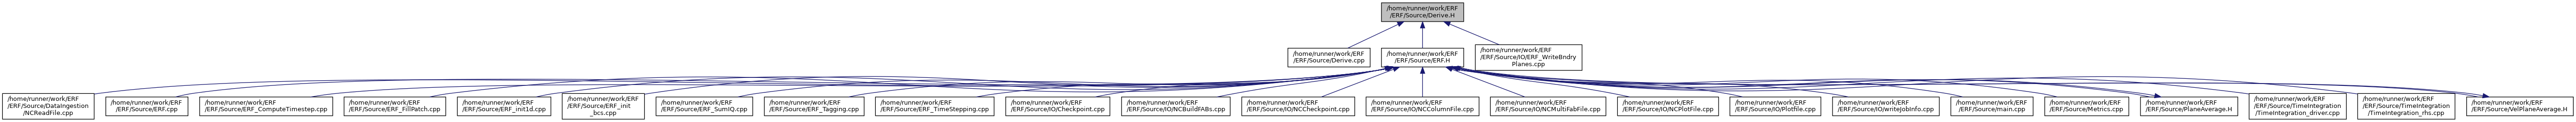 /home/runner/work/ERF
/ERF/Source/Derive.H
/home/runner/work/ERF
/ERF/Source/Derive.cpp
/home/runner/work/ERF
/ERF/Source/ERF.H
/home/runner/work/ERF
/ERF/Source/IO/ERF_WriteBndry
Planes.cpp
/home/runner/work/ERF
/ERF/Source/DataIngestion
/NCReadFile.cpp
/home/runner/work/ERF
/ERF/Source/ERF.cpp
/home/runner/work/ERF
/ERF/Source/ERF_ComputeTimestep.cpp
/home/runner/work/ERF
/ERF/Source/ERF_FillPatch.cpp
/home/runner/work/ERF
/ERF/Source/ERF_init1d.cpp
/home/runner/work/ERF
/ERF/Source/ERF_init
_bcs.cpp
/home/runner/work/ERF
/ERF/Source/ERF_SumIQ.cpp
/home/runner/work/ERF
/ERF/Source/ERF_Tagging.cpp
/home/runner/work/ERF
/ERF/Source/ERF_TimeStepping.cpp
/home/runner/work/ERF
/ERF/Source/IO/Checkpoint.cpp
/home/runner/work/ERF
/ERF/Source/IO/NCBuildFABs.cpp
/home/runner/work/ERF
/ERF/Source/IO/NCCheckpoint.cpp
/home/runner/work/ERF
/ERF/Source/IO/NCColumnFile.cpp
/home/runner/work/ERF
/ERF/Source/IO/NCMultiFabFile.cpp
/home/runner/work/ERF
/ERF/Source/IO/NCPlotFile.cpp
/home/runner/work/ERF
/ERF/Source/IO/Plotfile.cpp
/home/runner/work/ERF
/ERF/Source/IO/writeJobInfo.cpp
/home/runner/work/ERF
/ERF/Source/main.cpp
/home/runner/work/ERF
/ERF/Source/Metrics.cpp
/home/runner/work/ERF
/ERF/Source/PlaneAverage.H
/home/runner/work/ERF
/ERF/Source/TimeIntegration
/TimeIntegration_driver.cpp
/home/runner/work/ERF
/ERF/Source/TimeIntegration
/TimeIntegration_rhs.cpp
/home/runner/work/ERF
/ERF/Source/VelPlaneAverage.H